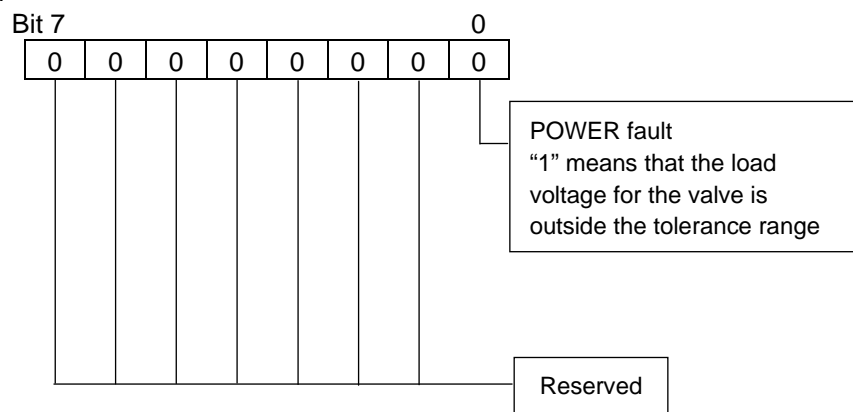 Bit 7 0
0 0 0 0 0 0 0 0
POWER fault
“1” means that the load
voltage for the valve is
outside the tolerance range
Reserved